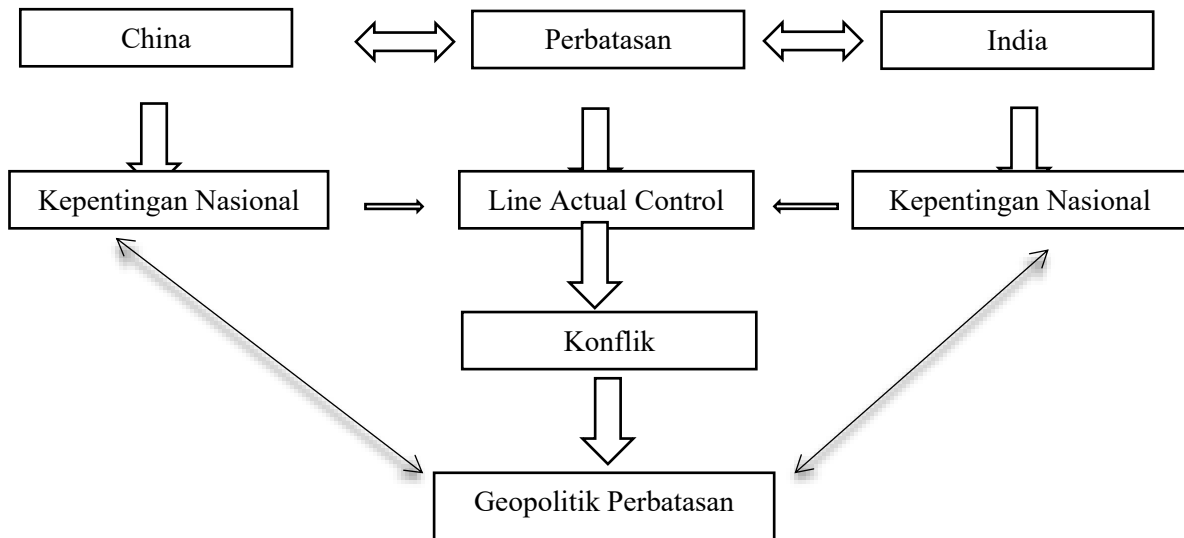 China
Perbatasan
India
Kepentingan Nasional
Line Actual Control
Kepentingan Nasional
Konflik
Geopolitik Perbatasan